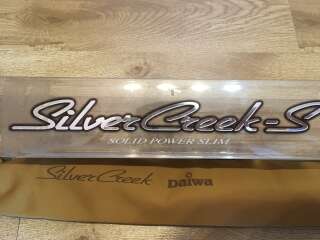 Silver Creek-S
SOLID POWER SLIM
Silver Creek Daiwa